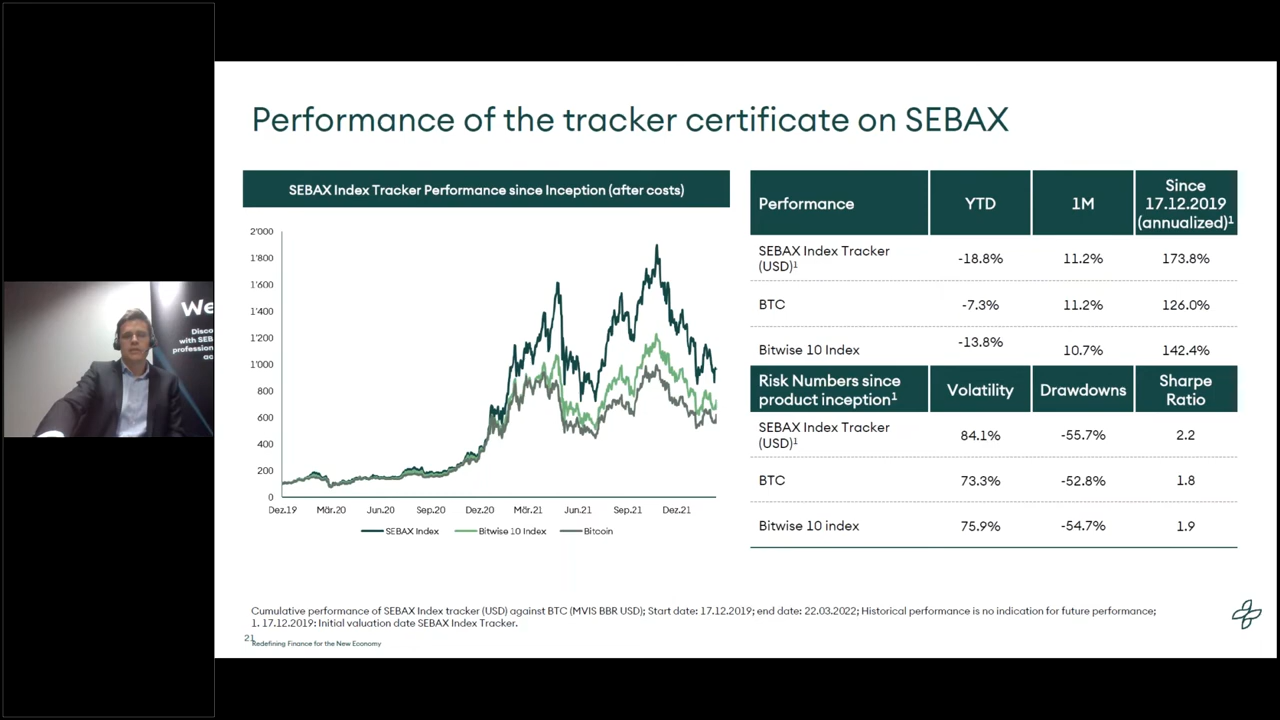 Performance of the tracker certificate on SEBAX
SEBAX Index Tracker Performance since Inception (after costs)
2'000
1'800
1'600
1'400
1'200
1'000
800
600
400
200
0
Dez.19 Mär.20 Jun.20 Sep.20 Dez.20 Mär.21 Jun.21 Sep.21 Dez.21
SEBAX Index Bitwise 10 Index Bitcoin
Performance YTD 1M Since 17.12.2019 (annualized)¹
SEBAX Index Tracker (USD)¹ -18.8% 11.2% 173.8%
BTC -7.3% 11.2% 126.0%
Bitwise 10 Index -13.8% 10.7% 142.4%
Risk Numbers since product inception¹ Volatility Drawdowns Sharpe Ratio
SEBAX Index Tracker (USD)¹ 84.1% -55.7% 2.2
BTC 73.3% -52.8% 1.8
Bitwise 10 index 75.9% -54.7% 1.9
We
Disco
with SEB
profession
ac
Cumulative performance of SEBAX Index tracker (USD) against BTC (MVIS BBR USD); Start date: 17.12.2019; end date: 22.03.2022; Historical performance is no indication for future performance;
1. 17.12.2019: Initial valuation date SEBAX Index Tracker.
21
Redefining Finance for the New Economy